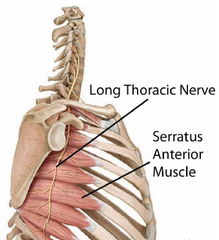 Long Thoracic Nerve
Serratus
Anterior
Muscle